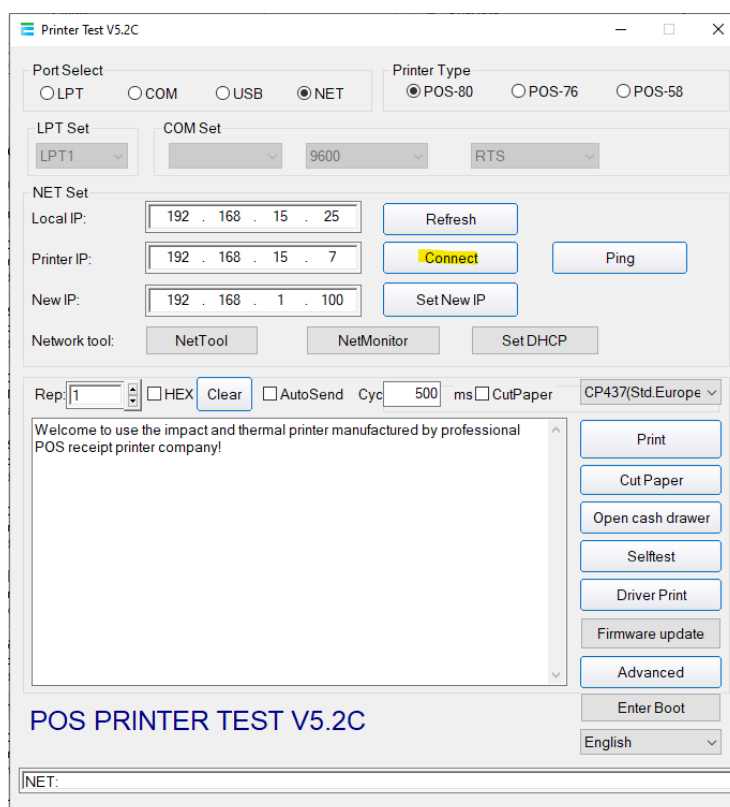 Printer Test V5.2C
Port Select
LPT COM USB NET
Printer Type
POS-80 POS-76 POS-58
LPT Set
LPT1
COM Set
9600 RTS
NET Set
Local IP: 192 . 168 . 15 . 25 Refresh
Printer IP: 192 . 168 . 15 . 7 Connect Ping
New IP: 192 . 168 . 1 . 100 Set New IP
Network tool: NetTool NetMonitor Set DHCP
Rep: 1 HEX Clear AutoSend Cyc 500 ms CutPaper CP437(Std.Europe
Welcome to use the impact and thermal printer manufactured by professional
POS receipt printer company!
Print
Cut Paper
Open cash drawer
Selftest
Driver Print
Firmware update
Advanced
Enter Boot
English
POS PRINTER TEST V5.2C
NET: